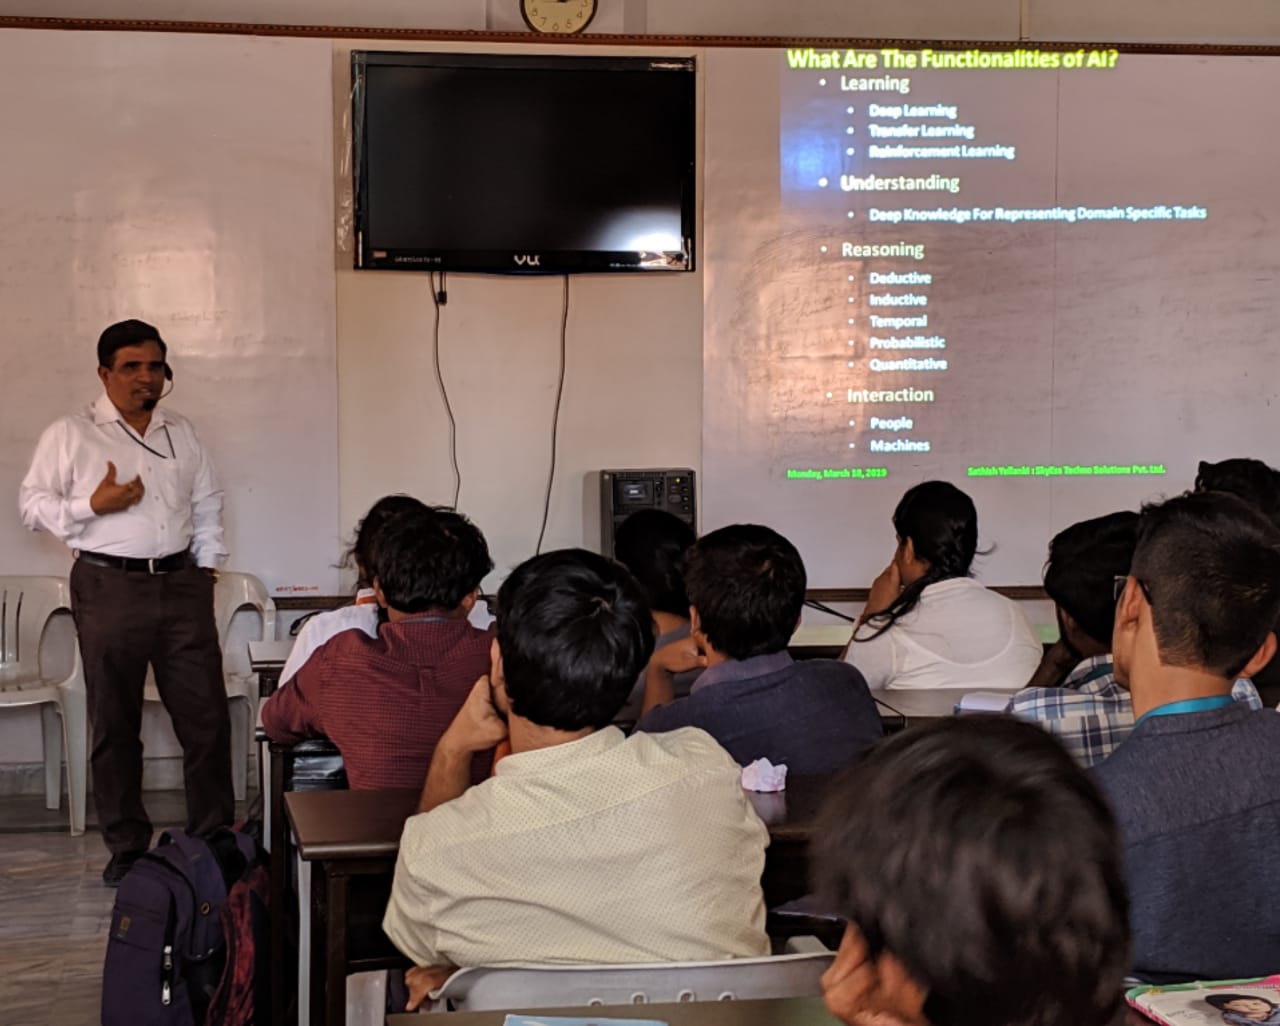 What Are The Functionalities of AI?
• Learning
• Deep Learning
• Transfer Learning
• Reinforcement Learning
• Understanding
• Deep Knowledge For Representing Domain Specific Tasks
• Reasoning
• Deductive
• Inductive
• Temporal
• Probabilistic
• Quantitative
• Interaction
• People
• Machines
Monday, March 18, 2019
Sathish Yellanki : SkyEss Techno Solutions Pvt. Ltd.
VU